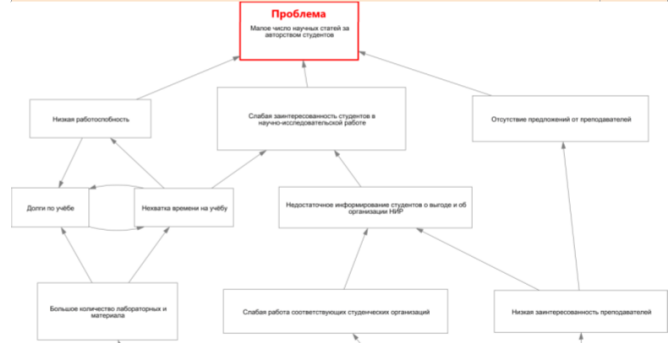 Проблема
Малое число научных статей за
авторством студентов
Низкая работоспобность
Слабая заинтересованность студентов в
научно-исследовательской работе
Отсутствие предложений от преподавателей
Долги по учёбе
Нехватка времени на учёбу
Недостаточное информирование студентов о выгоде и об
организации НИР
Большое количество лабораторных и
материала
Слабая работа соответствующих студенческих организаций
Низкая заинтересованность преподавателей